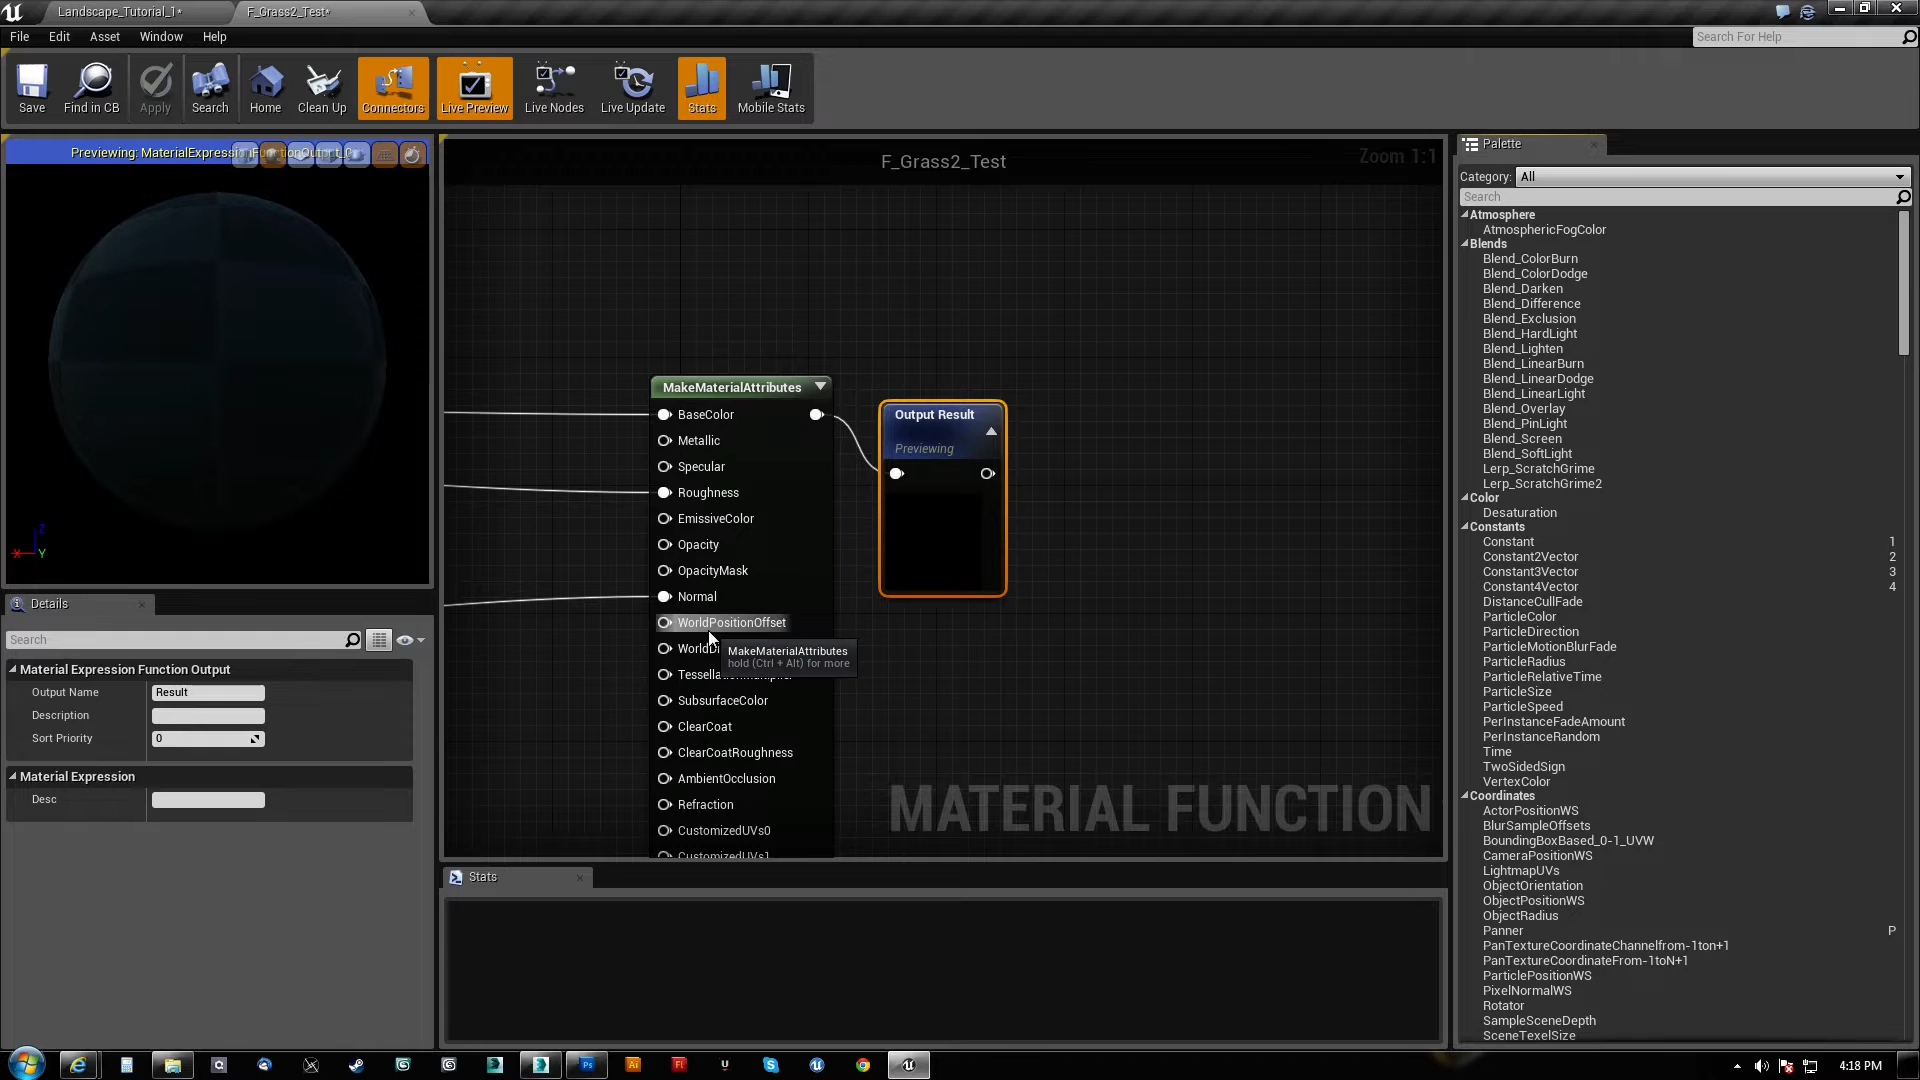 Landscape_Tutorial_1*
F_Grass2_Test*
File Edit Asset Window Help
Search For Help
Save Find in CB Apply Search Home Clean Up Connectors Live Preview Live Nodes Live Update Stats Mobile Stats
Previewing: MaterialExpressionFunctionOutput_0
X Z Y
F_Grass2_Test
Zoom 1:1
MakeMaterialAttributes
BaseColor
Metallic
Specular
Roughness
EmissiveColor
Opacity
OpacityMask
Normal
WorldPositionOffset
SubsurfaceColor
ClearCoat
ClearCoatRoughness
AmbientOcclusion
Refraction
CustomizedUVs0
CustomizedUVs1
MakeMaterialAttributes
hold (Ctrl + Alt) for more
Output Result
Previewing
MATERIAL FUNCTION
Details
Search
Material Expression Function Output
Output Name Result
Description
Sort Priority 0
Material Expression
Desc
Stats
Palette
Category: All
Search
Atmosphere
AtmosphericFogColor
Blends
Blend_ColorBurn
Blend_ColorDodge
Blend_Darken
Blend_Difference
Blend_Exclusion
Blend_HardLight
Blend_Lighten
Blend_LinearBurn
Blend_LinearDodge
Blend_LinearLight
Blend_Overlay
Blend_PinLight
Blend_Screen
Blend_SoftLight
Lerp_ScratchGrime
Lerp_ScratchGrime2
Color
Desaturation
Constants
Constant 1
Constant2Vector 2
Constant3Vector 3
Constant4Vector 4
DistanceCullFade
ParticleColor
ParticleDirection
ParticleMotionBlurFade
ParticleRadius
ParticleRelativeTime
ParticleSize
ParticleSpeed
PerInstanceFadeAmount
PerInstanceRandom
Time
TwoSidedSign
VertexColor
Coordinates
ActorPositionWS
BlurSampleOffsets
BoundingBoxBased_0-1_UVW
CameraPositionWS
LightmapUVs
ObjectOrientation
ObjectPositionWS
ObjectRadius
Panner P
PanTextureCoordinateChannelfrom-1ton+1
PanTextureCoordinateFrom-1toN+1
ParticlePositionWS
PixelNormalWS
Rotator
SampleSceneDepth
SceneTexelSize
Ps Ai Fl
4:18 PM